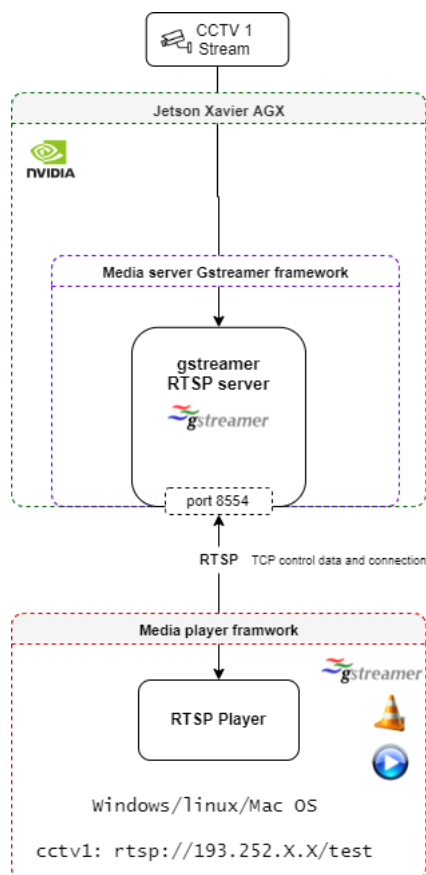 CCTV 1
Stream
Jetson Xavier AGX
nVIDIA
Media server Gstreamer framework
gstreamer
RTSP server
gstreamer
port 8554
RTSP TCP control data and connection
Media player framwork
gstreamer
RTSP Player
Windows/linux/Mac OS
cctv1: rtsp://193.252.X.X/test